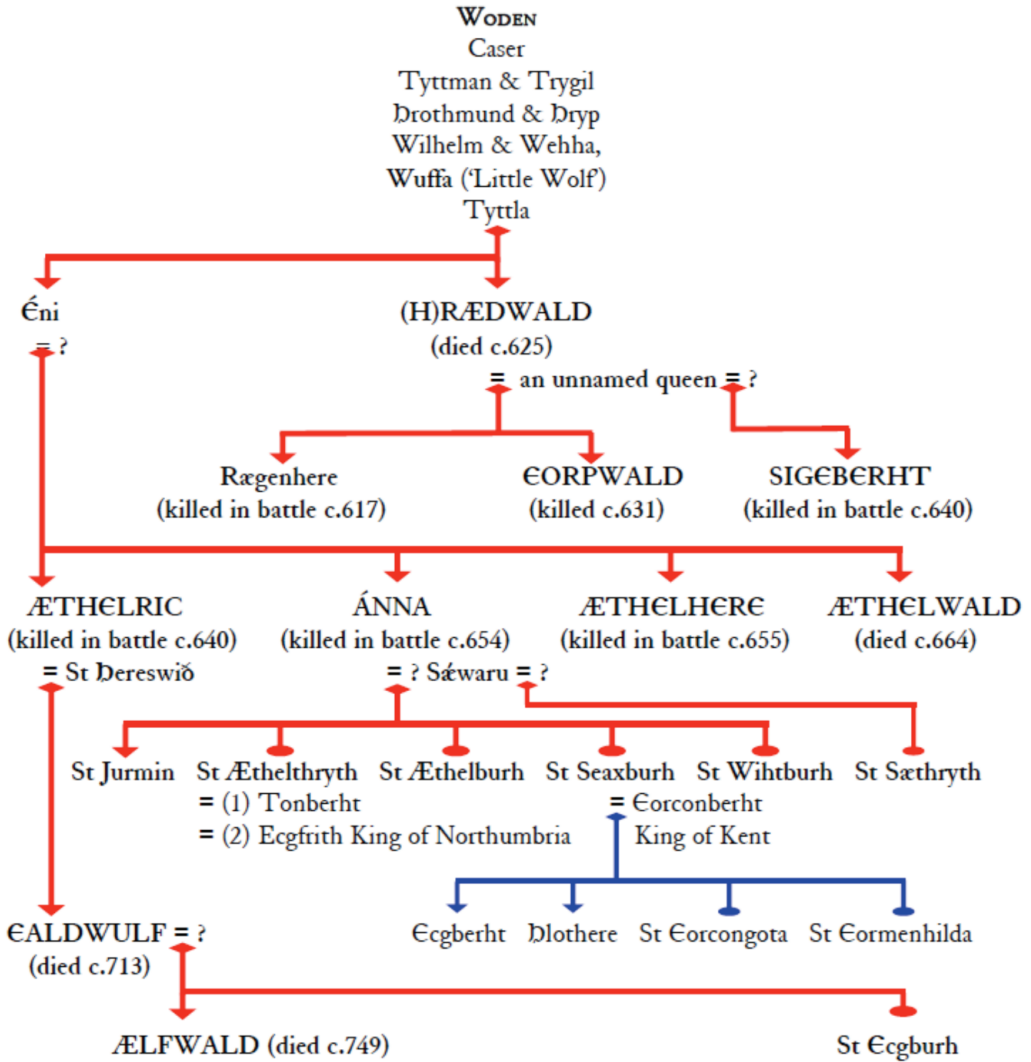 WODEN
Caser
Tyttman & Trygil
Hrothmund & Hryp
Wilhelm & Wehha,
Wuffa (‘Little Wolf’)
Tyttla
Éni
(H)RÆDWALD
= ?
(died c.625)
= an unnamed queen = ?
Rægenhere
EORPWALD
SIGEBERHT
(killed in battle c.617)
(killed c.631)
(killed in battle c.640)
ÆTHELRIC
ÁNNA
ÆTHELHERE
ÆTHELWALD
(killed in battle c.640)
(killed in battle c.654)
(killed in battle c.655)
(died c.664)
= St Hereswið
= ? Sǽwaru = ?
St Jurmin
St Æthelthryth
St Æthelburh
St Seaxburh
St Wihtburh
St Sæthryth
= (1) Tonberht
= Eorconberht
= (2) Ecgfrith King of Northumbria
King of Kent
EALDWULF = ?
Ecgberht
Hlothere
St Eorcongota
St Eormenhilda
(died c.713)
ÆLFWALD (died c.749)
St Ecgburh